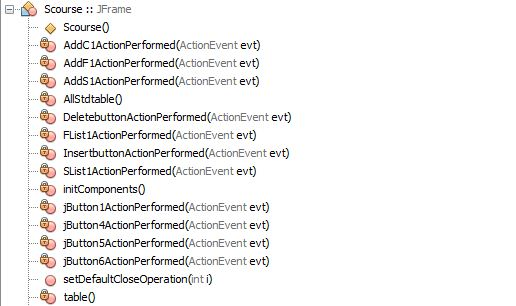 Scourse :: JFrame
Scourse()
AddC1ActionPerformed(ActionEvent evt)
AddF1ActionPerformed(ActionEvent evt)
AddS1ActionPerformed(ActionEvent evt)
AllStdtable()
DeletebuttonActionPerformed(ActionEvent evt)
FList1ActionPerformed(ActionEvent evt)
InsertbuttonActionPerformed(ActionEvent evt)
SList1ActionPerformed(ActionEvent evt)
initComponents()
jButton1ActionPerformed(ActionEvent evt)
jButton4ActionPerformed(ActionEvent evt)
jButton5ActionPerformed(ActionEvent evt)
jButton6ActionPerformed(ActionEvent evt)
setDefaultCloseOperation(int i)
table()